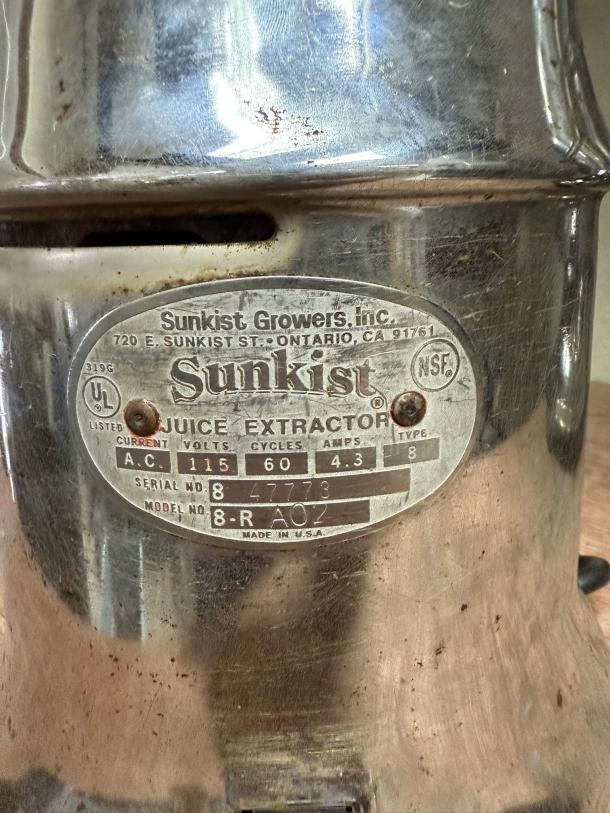 Sunkist Growers, Inc.
720 E. SUNKIST ST. • ONTARIO, CA 91761
319G
Sunkist®
NSF®
UL®
LISTED
JUICE EXTRACTOR
CURRENT VOLTS CYCLES AMPS. TYPE
A.C. 115 60 4.3 8
SERIAL NO. 8 47773
MODEL NO. 8-R A02
MADE IN U.S.A.